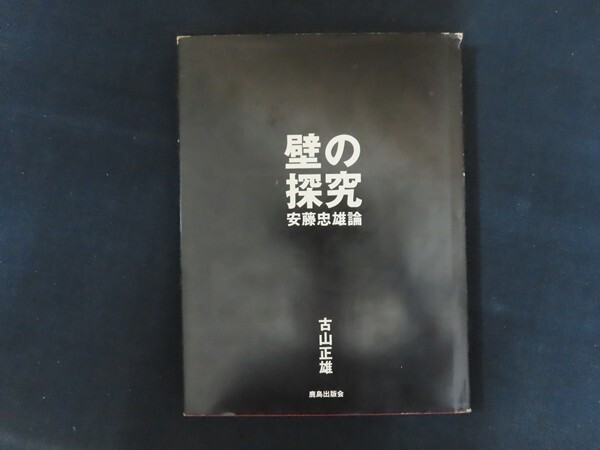 壁の
探究
安藤忠雄論
古山正雄
鹿島出版会